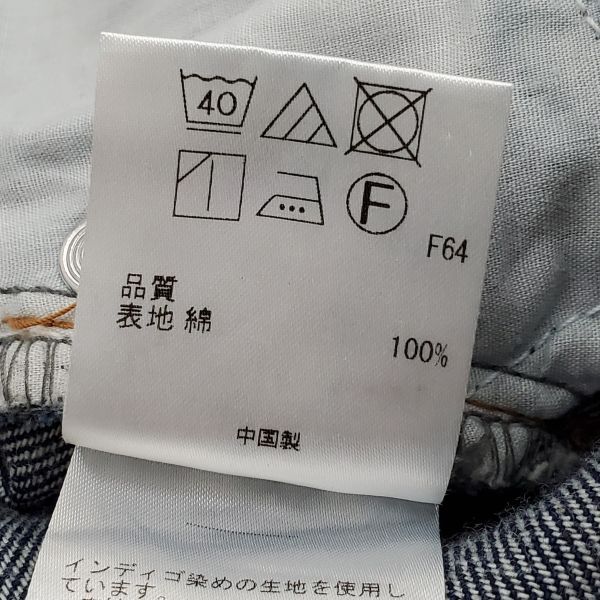 40
F
F64
品質
表地 綿 100%
中国製
インディゴ染めの生地を使用し
ています。